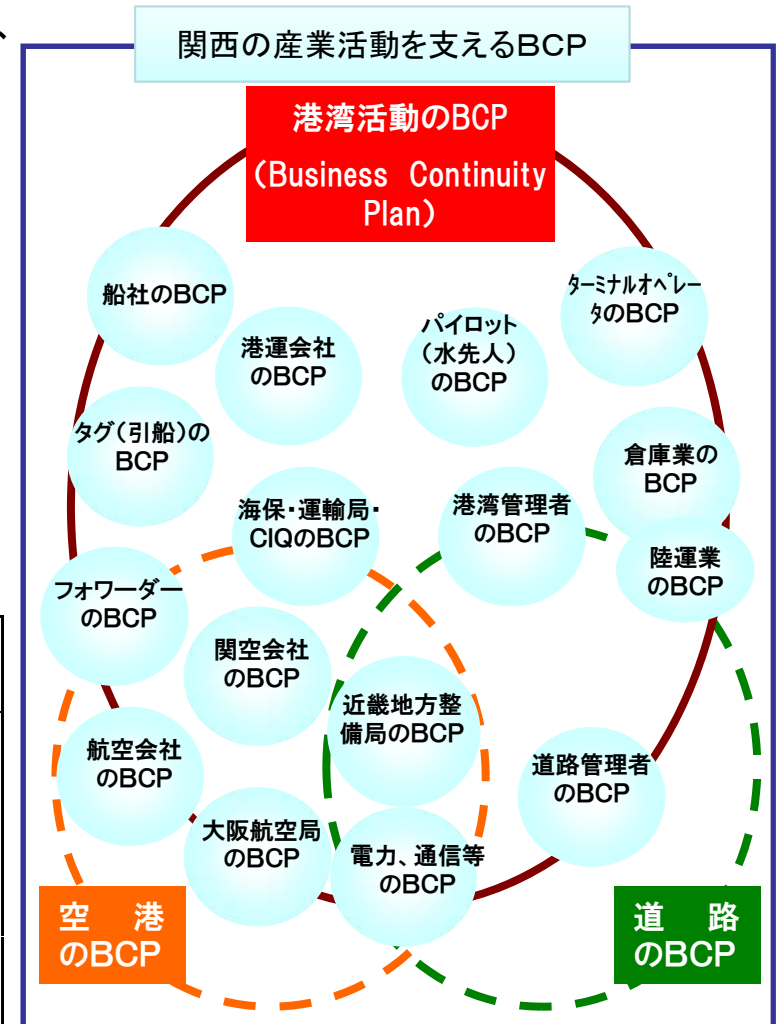 関西の産業活動を支えるBCP
港湾活動のBCP
(Business Continuity
Plan)
船社のBCP
ターミナルオペレー
タのBCP
港運会社
のBCP
パイロット
(水先人)
のBCP
タグ(引船)の
BCP
倉庫業の
BCP
海保・運輸局・
CIQのBCP
港湾管理者
のBCP
陸運業
のBCP
フォワーダー
のBCP
関空会社
のBCP
近畿地方整
備局のBCP
航空会社
のBCP
道路管理者
のBCP
大阪航空局
のBCP
電力、通信等
のBCP
空 港
のBCP
道 路
のBCP